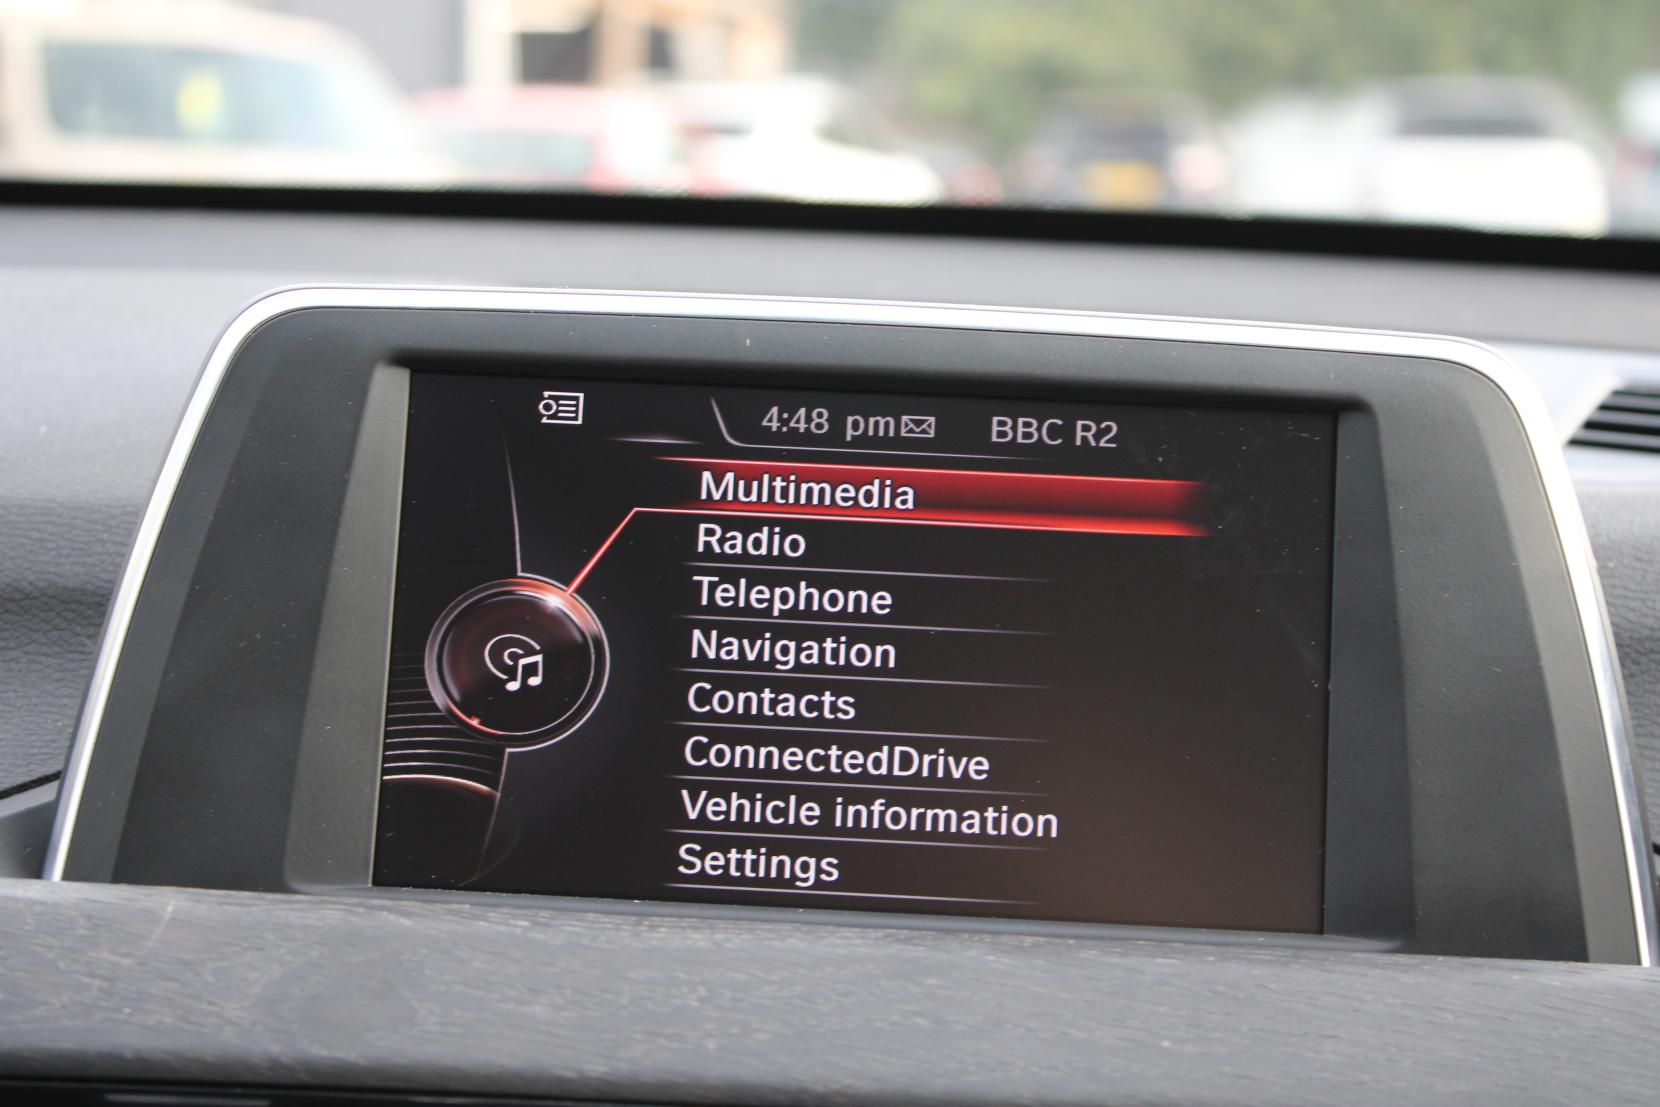 4:48 pm BBC R2
Multimedia
Radio
Telephone
Navigation
Contacts
ConnectedDrive
Vehicle information
Settings